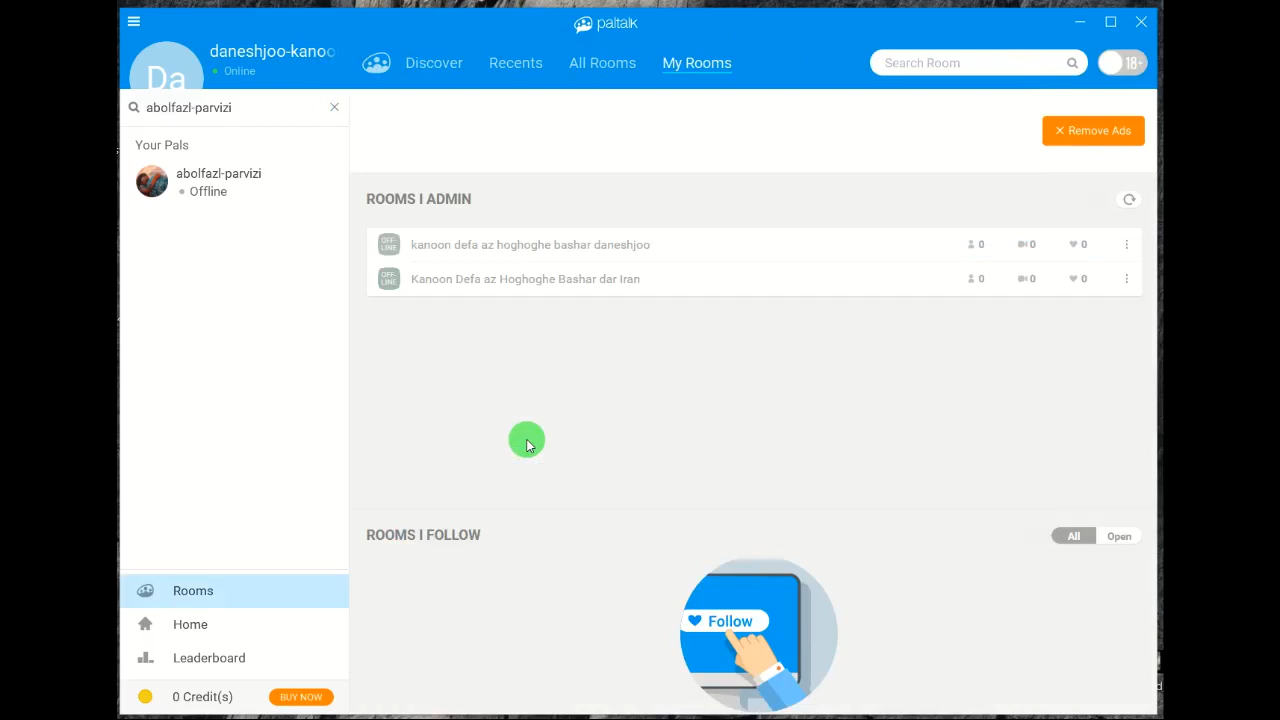 paltalk
daneshjoo-kanoo
Online
Da
Discover
Recents
All Rooms
My Rooms
Search Room
18+
abolfazl-parvizi
Your Pals
abolfazl-parvizi
Offline
× Remove Ads
ROOMS I ADMIN
OFF-
LINE
kanoon defa az hoghoghe bashar daneshjoo
0
0
0
OFF-
LINE
Kanoon Defa az Hoghoghe Bashar dar Iran
0
0
0
ROOMS I FOLLOW
All
Open
Follow
Rooms
Home
Leaderboard
0 Credit(s)
BUY NOW